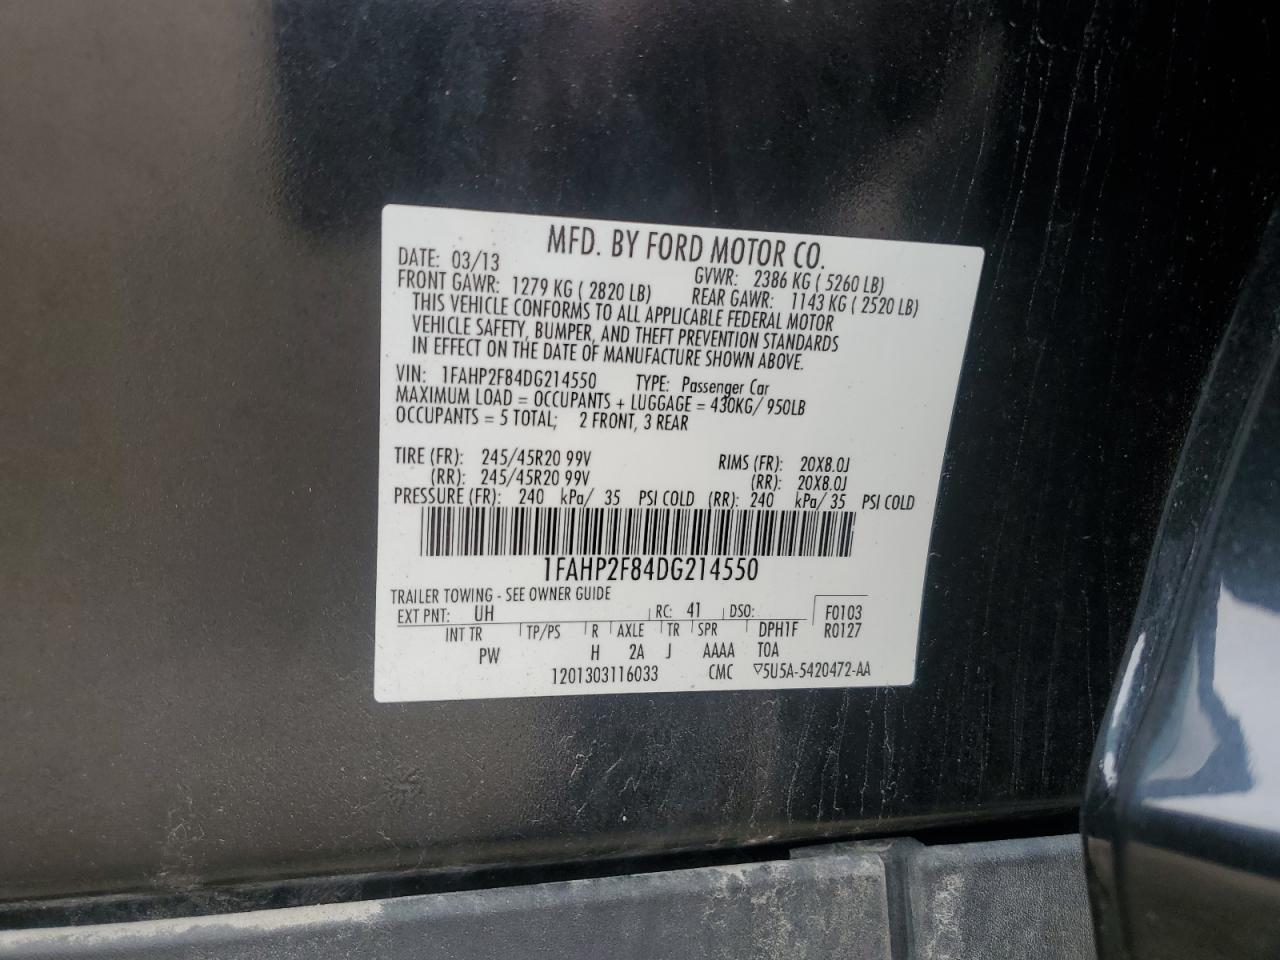 MFD. BY FORD MOTOR CO.
DATE: 03/13 GVWR: 2386 KG ( 5260 LB)
FRONT GAWR: 1279 KG ( 2820 LB) REAR GAWR: 1143 KG ( 2520 LB)
THIS VEHICLE CONFORMS TO ALL APPLICABLE FEDERAL MOTOR
VEHICLE SAFETY, BUMPER, AND THEFT PREVENTION STANDARDS
IN EFFECT ON THE DATE OF MANUFACTURE SHOWN ABOVE.
VIN: 1FAHP2F84DG214550 TYPE: Passenger Car
MAXIMUM LOAD = OCCUPANTS + LUGGAGE = 430KG/ 950LB
OCCUPANTS = 5 TOTAL; 2 FRONT, 3 REAR
TIRE (FR): 245/45R20 99V RIMS (FR): 20X8.0J
(RR): 245/45R20 99V (RR): 20X8.0J
PRESSURE (FR): 240 kPa/ 35 PSI COLD (RR): 240 kPa/ 35 PSI COLD
1FAHP2F84DG214550
TRAILER TOWING - SEE OWNER GUIDE
EXT PNT: UH RC: 41 DSO: F0103
INT TR TP/PS R AXLE TR SPR DPH1F R0127
PW H 2A J AAAA T0A
1201303116033 CMC ▽5U5A-5420472-AA